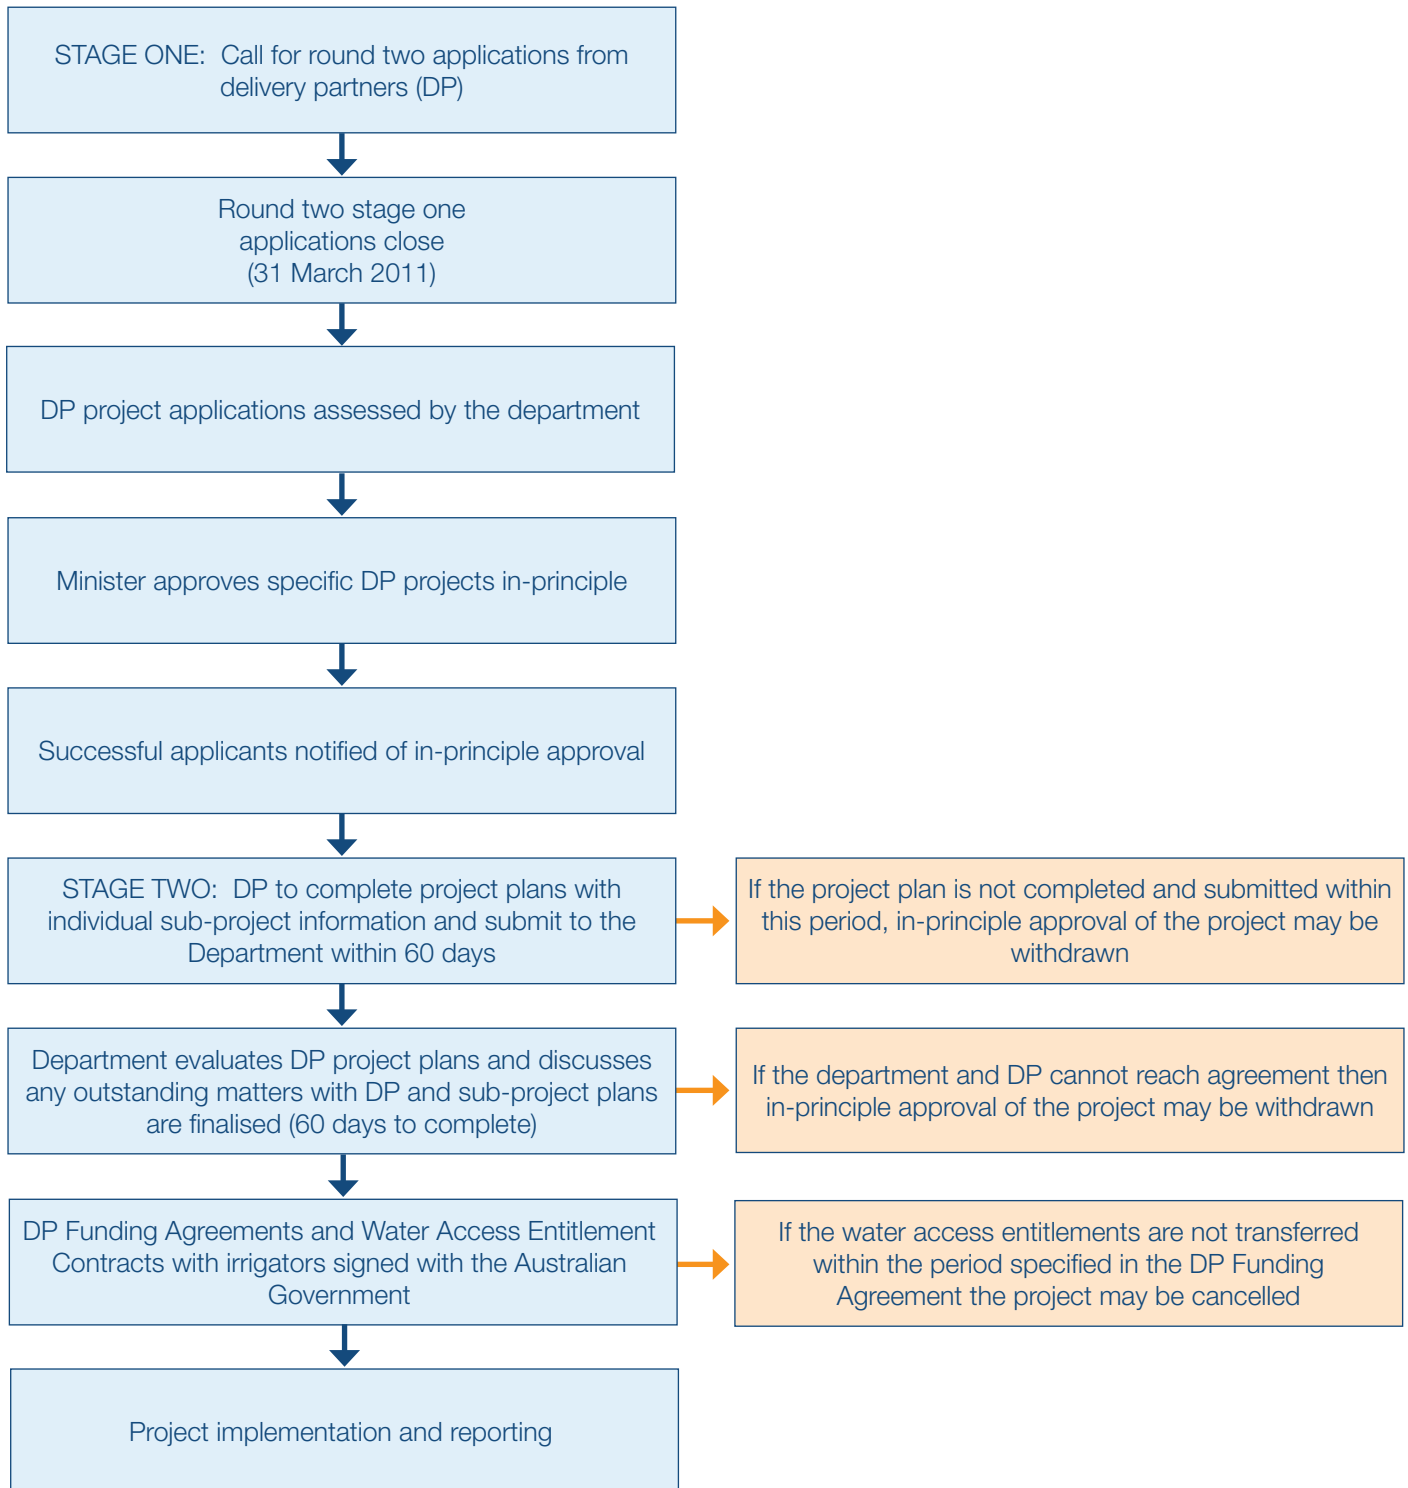 STAGE ONE:  Call for round two applications from
delivery partners (DP)
Round two stage one
applications close
(31 March 2011)
DP project applications assessed by the department
Minister approves specific DP projects in-principle
Successful applicants notified of in-principle approval
STAGE TWO:  DP to complete project plans with
individual sub-project information and submit to the
Department within 60 days
If the project plan is not completed and submitted within
this period, in-principle approval of the project may be
withdrawn
Department evaluates DP project plans and discusses
any outstanding matters with DP and sub-project plans
are finalised (60 days to complete)
If the department and DP cannot reach agreement then
in-principle approval of the project may be withdrawn
DP Funding Agreements and Water Access Entitlement
Contracts with irrigators signed with the Australian
Government
If the water access entitlements are not transferred
within the period specified in the DP Funding
Agreement the project may be cancelled
Project implementation and reporting